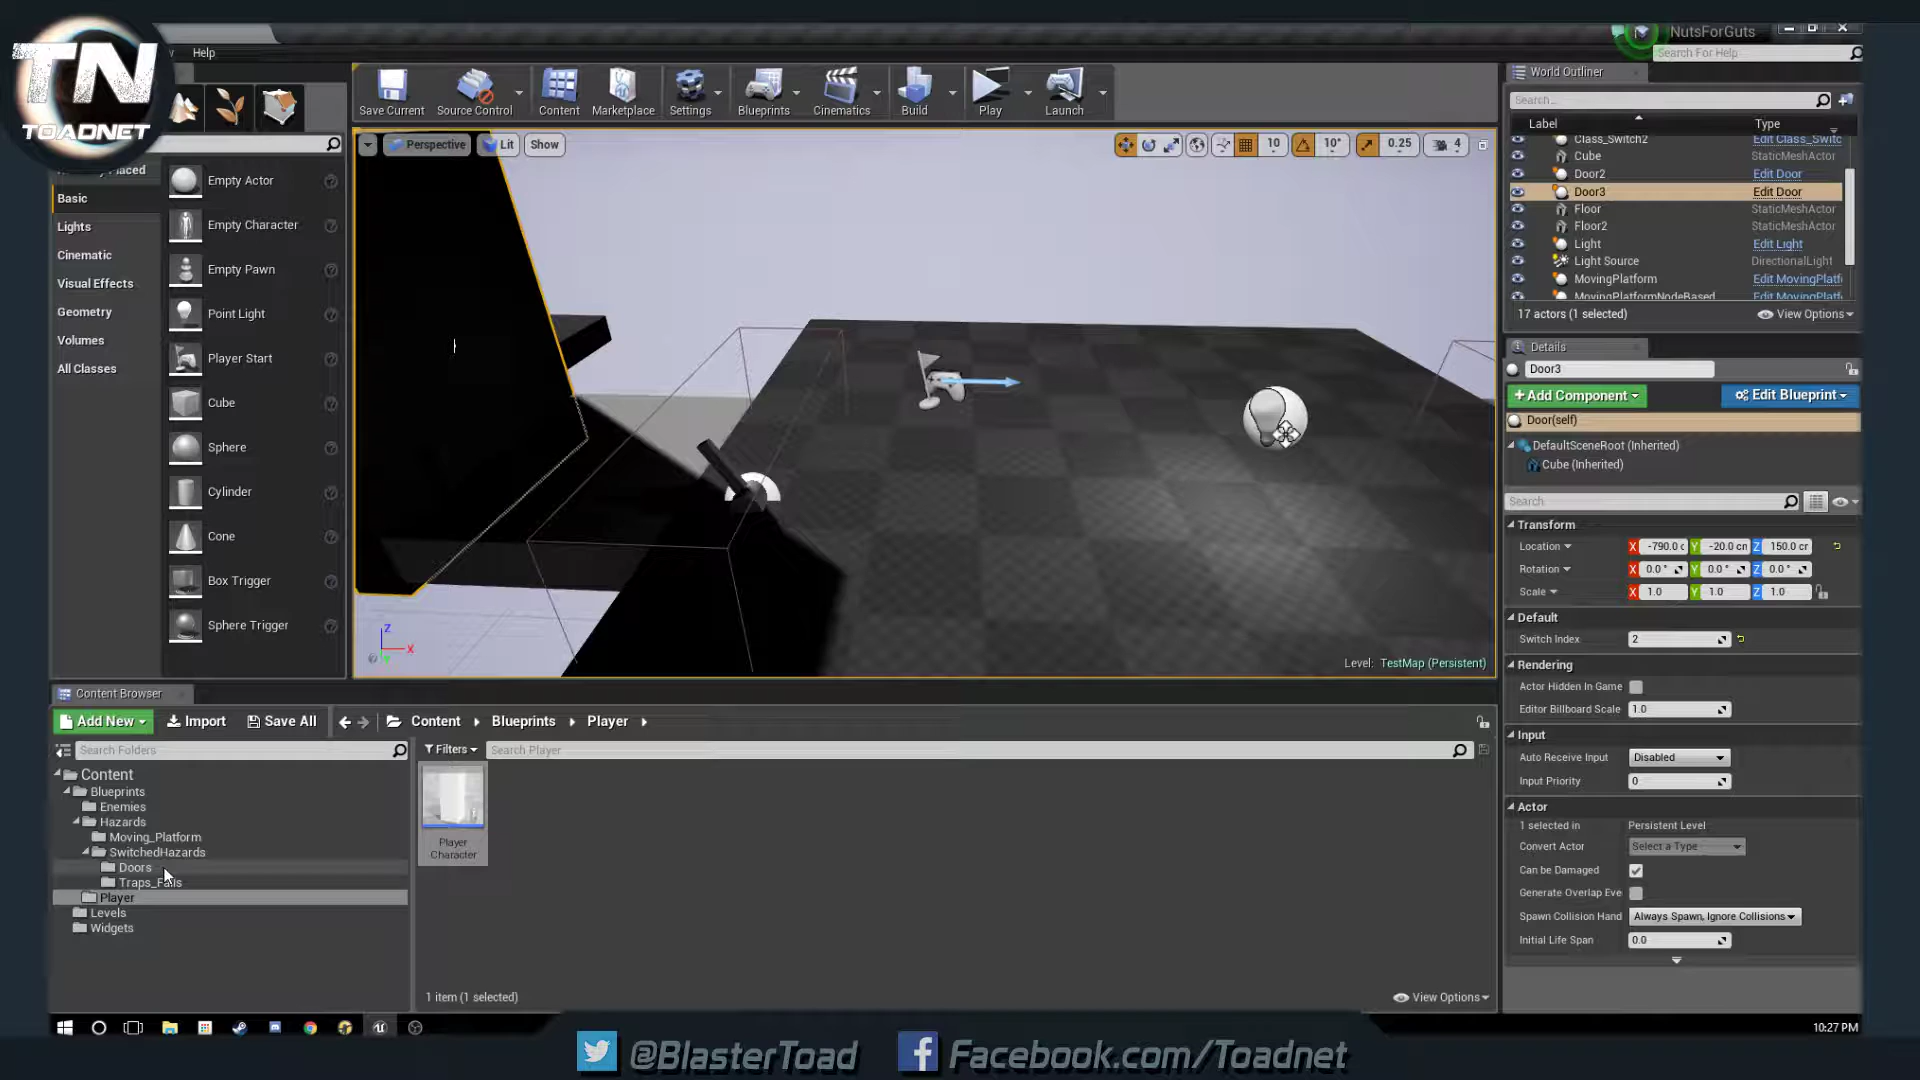 TN
TOADNET
Help
NutsForGuts
Search For Help
Save Current
Source Control
Content
Marketplace
Settings
Blueprints
Cinematics
Build
Play
Launch
World Outliner
Search...
Label
Type
Class_Switch2
Edit Class_Switc
Cube
StaticMeshActor
Door2
Edit Door
Door3
Edit Door
Floor
StaticMeshActor
Floor2
StaticMeshActor
Light
Edit Light
Light Source
DirectionalLight
MovingPlatform
Edit MovingPlatf
MovingPlatformNodeBased
Edit MovingPlatf
17 actors (1 selected)
View Options
Perspective
Lit
Show
10
10°
0.25
4
Basic
Lights
Cinematic
Visual Effects
Geometry
Volumes
All Classes
Empty Actor
Empty Character
Empty Pawn
Point Light
Player Start
Cube
Sphere
Cylinder
Cone
Box Trigger
Sphere Trigger
Z
X
Level: TestMap (Persistent)
Details
Door3
Add Component
Edit Blueprint
Door(self)
DefaultSceneRoot (Inherited)
Cube (Inherited)
Search
Transform
Location X -790.0 c Y -20.0 cn Z 150.0 cr
Rotation X 0.0 ° Y 0.0 ° Z 0.0 °
Scale X 1.0 Y 1.0 Z 1.0
Default
Switch Index 2
Rendering
Actor Hidden In Game
Editor Billboard Scale 1.0
Input
Auto Receive Input Disabled
Input Priority 0
Actor
1 selected in Persistent Level
Convert Actor Select a Type
Can be Damaged
Generate Overlap Eve
Spawn Collision Hand Always Spawn, Ignore Collisions
Initial Life Span 0.0
Content Browser
Add New
Import
Save All
Content
Blueprints
Player
Search Folders
Filters
Search Player
Content
Blueprints
Enemies
Hazards
Moving_Platform
SwitchedHazards
Doors
Player
Levels
Widgets
Player
Character
1 item (1 selected)
View Options
10:27 PM
@BlasterToad
Facebook.com/Toadnet